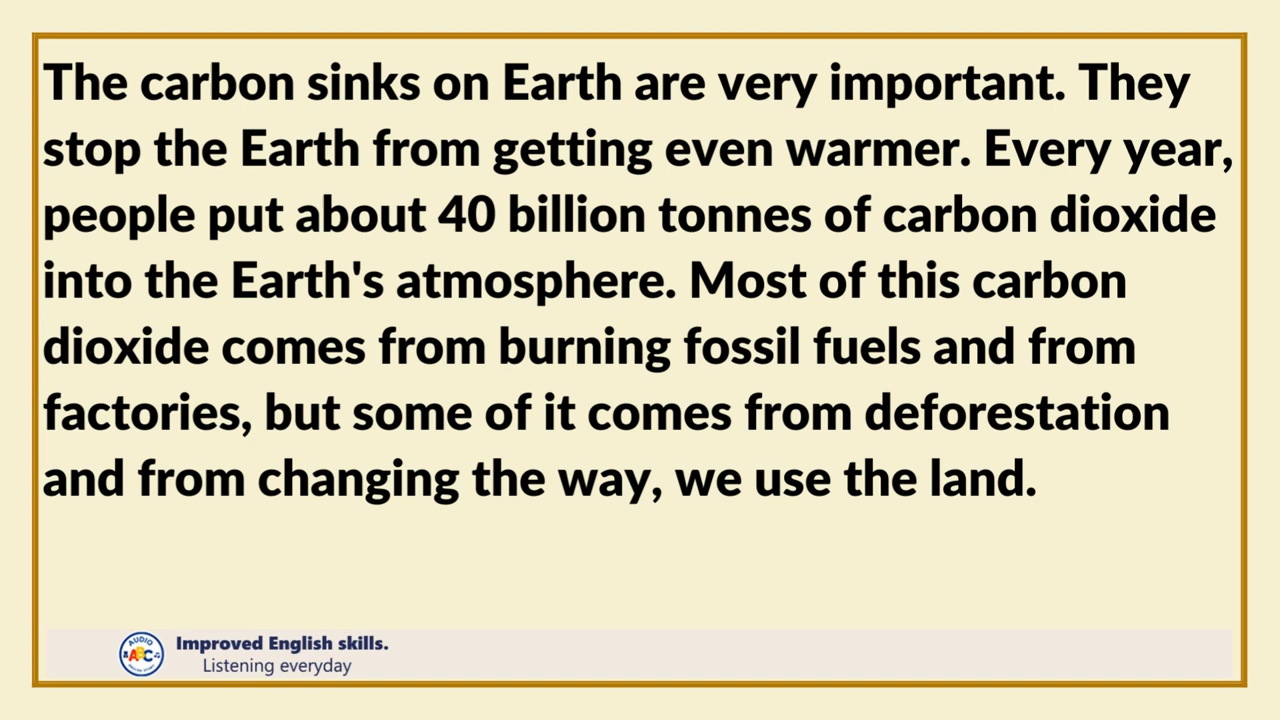 The carbon sinks on Earth are very important. They
stop the Earth from getting even warmer. Every year,
people put about 40 billion tonnes of carbon dioxide
into the Earth's atmosphere. Most of this carbon
dioxide comes from burning fossil fuels and from
factories, but some of it comes from deforestation
and from changing the way, we use the land.
AUDIO
ABC
Improved English skills.
Listening everyday